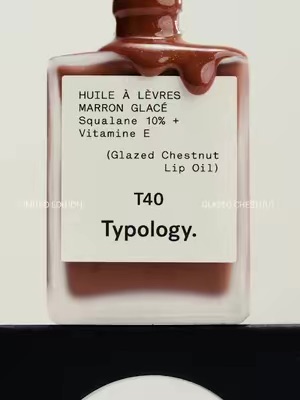 HUILE À LÈVRES
MARRON GLACÉ
Squalane 10% +
Vitamine E
(Glazed Chestnut
Lip Oil)
LIMITED EDITION
T40
GLAZED CHESTNUT
Typology.